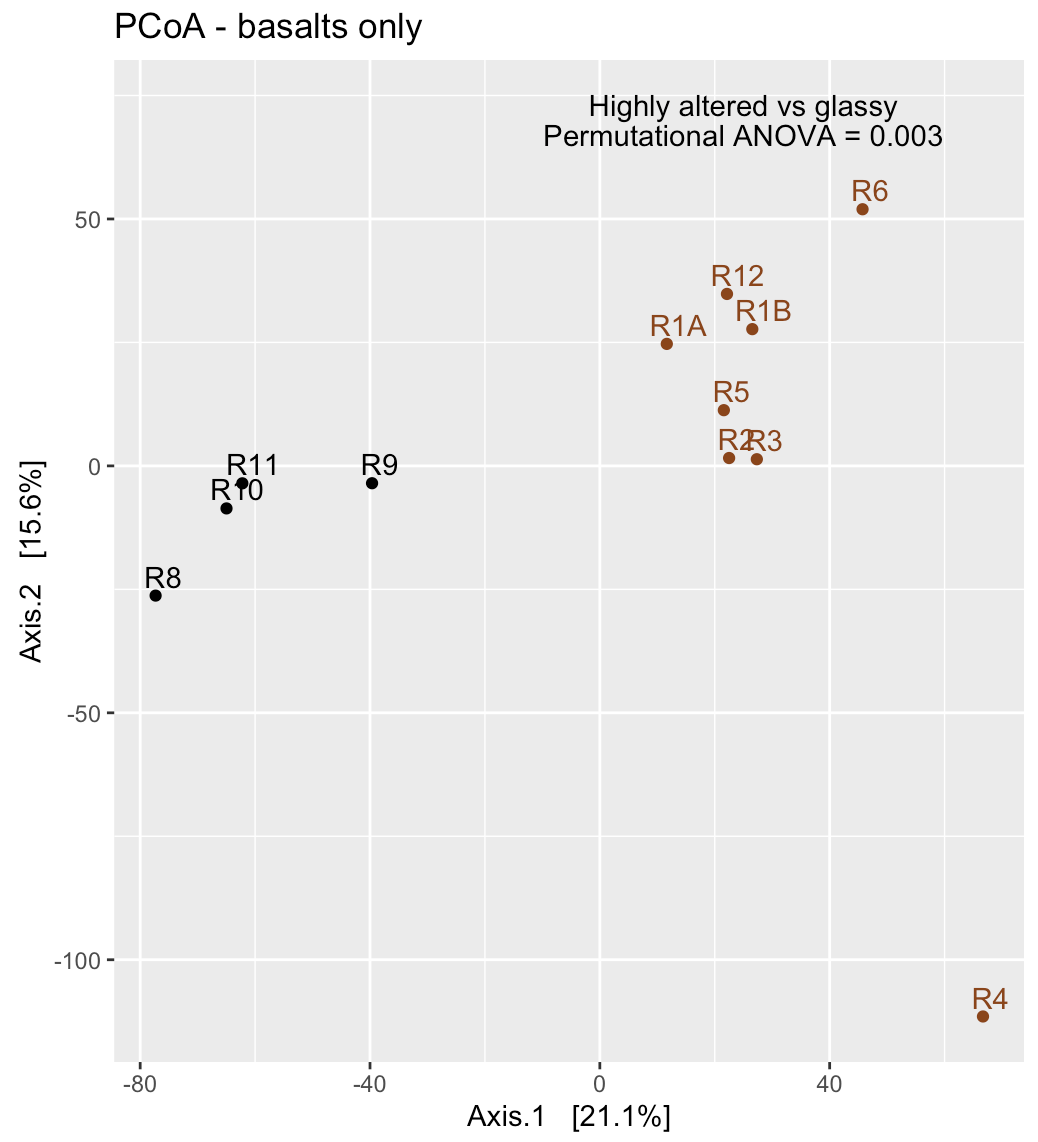 PCoA - basalts only
Highly altered vs glassy
Permutational ANOVA = 0.003
R6
R12
R1B
R1A
R5
R2
R3
R11
R9
R10
R8
R4
50
0
-50
-100
-80
-40
0
40
Axis.2 [15.6%]
Axis.1 [21.1%]